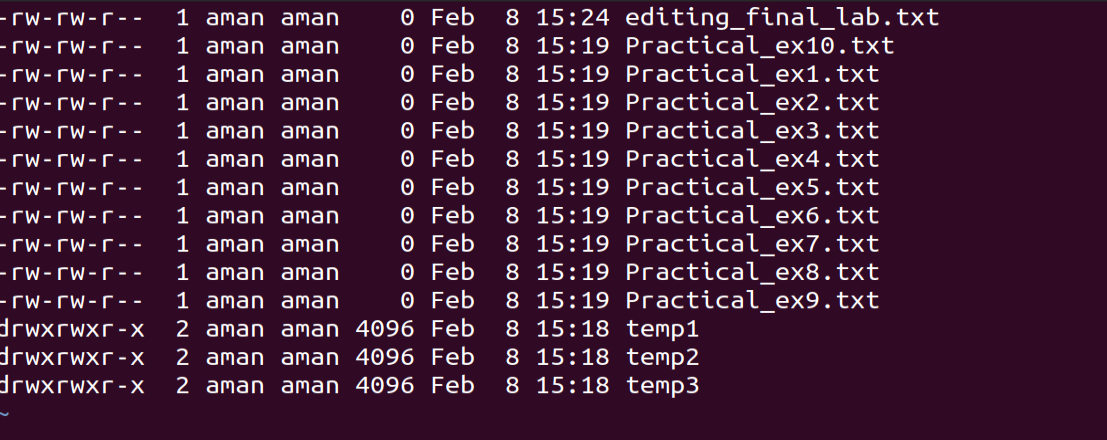 -rw-rw-r--  1 aman aman    0 Feb  8 15:24 editing_final_lab.txt
-rw-rw-r--  1 aman aman    0 Feb  8 15:19 Practical_ex10.txt
-rw-rw-r--  1 aman aman    0 Feb  8 15:19 Practical_ex1.txt
-rw-rw-r--  1 aman aman    0 Feb  8 15:19 Practical_ex2.txt
-rw-rw-r--  1 aman aman    0 Feb  8 15:19 Practical_ex3.txt
-rw-rw-r--  1 aman aman    0 Feb  8 15:19 Practical_ex4.txt
-rw-rw-r--  1 aman aman    0 Feb  8 15:19 Practical_ex5.txt
-rw-rw-r--  1 aman aman    0 Feb  8 15:19 Practical_ex6.txt
-rw-rw-r--  1 aman aman    0 Feb  8 15:19 Practical_ex7.txt
-rw-rw-r--  1 aman aman    0 Feb  8 15:19 Practical_ex8.txt
-rw-rw-r--  1 aman aman    0 Feb  8 15:19 Practical_ex9.txt
drwxrwxr-x  2 aman aman 4096 Feb  8 15:18 temp1
drwxrwxr-x  2 aman aman 4096 Feb  8 15:18 temp2
drwxrwxr-x  2 aman aman 4096 Feb  8 15:18 temp3
~